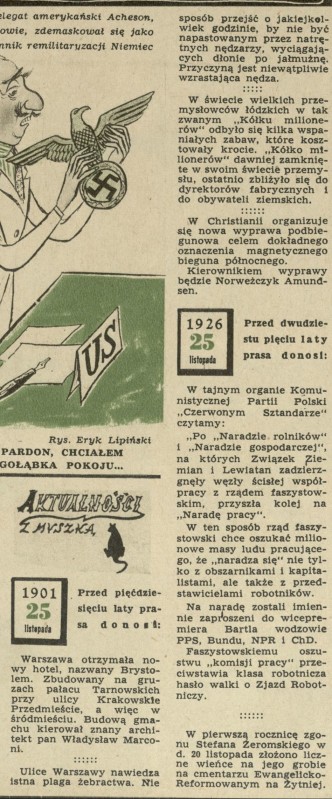 elegat amerykański Acheson,
owie, zdemaskował się jako
nnik remilitaryzacji Niemiec
US
Rys. Eryk Lipiński
PARDON, CHCIAŁEM
GOŁĄBKA POKOJU...
AKTUALNOŚCI
Z MYSZKĄ
1901
25
listopada
Przed pięćdzie-
sięciu laty pra-
sa donosi:
Warszawa otrzymała no-
wy hotel, nazwany Brysto-
lem. Zbudowany na gru-
zach pałacu Tarnowskich
przy ulicy Krakowskie
Przedmieście, a więc w
śródmieściu. Budową gma-
chu kierował znany archi-
tekt pan Władysław Marco-
ni.
::::::
Ulice Warszawy nawiedza
istna plaga żebractwa. Nie
sposób przejść o jakiejkol-
wiek godzinie, by nie być
napastowanym przez natrę-
tnych nędzarzy, wyciągają-
cych dłonie po jałmużnę.
Przyczyną jest niewątpliwie
wzrastająca nędza.
::::::
W świecie wielkich prze-
mysłowców łódzkich w tak
zwanym „Kółku milione-
rów” odbyło się kilka wspa-
niałych zabaw, które kosz-
towały krocie. „Kółko mi-
lionerów” dawniej zamknię-
te w swoim świecie przemy-
słu, ostatnio zbliżyło się do
dyrektorów fabrycznych i
do obywateli ziemskich.
::::::
W Christianii organizuje
się nowa wyprawa podbie-
gunowa celem dokładnego
oznaczenia magnetycznego
bieguna północnego.
Kierownikiem wyprawy
będzie Norweżczyk Amund-
sen.
1926
25
listopada
Przed dwudzie-
stu pięciu laty
prasa donosi:
W tajnym organie Komu-
nistycznej Partii Polski
„Czerwonym Sztandarze”
czytamy:
„Po „Naradzie rolników”
i „Naradzie gospodarczej”,
na których Związek Zie-
mian i Lewiatan zadzierz-
gnęły węzły ścisłej współ-
pracy z rządem faszystow-
skim, przyszła kolej na
„Naradę pracy”.
W ten sposób rząd faszy-
stowski chce oszukać milio-
nowe masy ludu pracujące-
go, że „naradza się” nie tyl-
ko z obszarnikami i kapita-
listami, ale także z przed-
stawicielami robotników.
Na naradę zostali imien-
nie zaproszeni do wicepre-
miera Bartla wodzowie
PPS, Bundu, NPR i ChD.
Faszystowskiemu oszu-
stwu „komisji pracy” prze-
ciwstawia klasa robotnicza
hasło walki o Zjazd Robot-
niczy.
::::::
W pierwszą rocznicę zgo-
nu Stefana Żeromskiego w
d. 20 listopada złożono licz-
ne wieńce na jego grobie
na cmentarzu Ewangelicko-
Reformowanym na Żytniej.